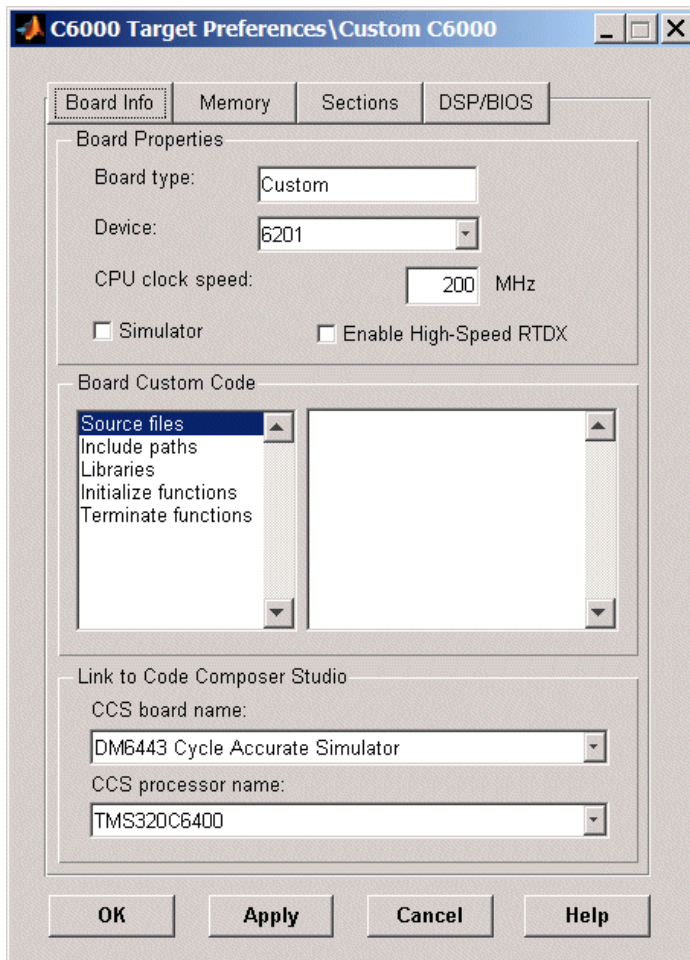 C6000 Target Preferences\Custom C6000
Board Info Memory Sections DSP/BIOS
Board Properties
Board type: Custom
Device: 6201
CPU clock speed: 200 MHz
Simulator Enable High-Speed RTDX
Board Custom Code
Source files
Include paths
Libraries
Initialize functions
Terminate functions
Link to Code Composer Studio
CCS board name:
DM6443 Cycle Accurate Simulator
CCS processor name:
TMS320C6400
OK Apply Cancel Help